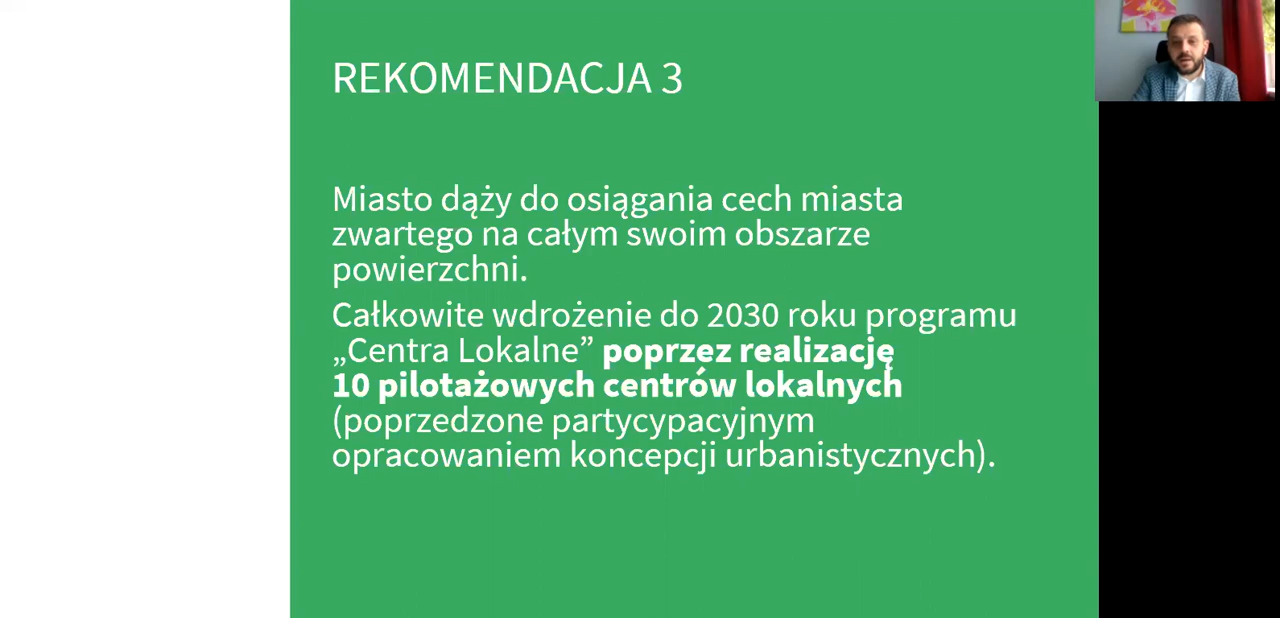 REKOMENDACJA 3
Miasto dąży do osiągania cech miasta
zwartego na całym swoim obszarze
powierzchni.
Całkowite wdrożenie do 2030 roku programu
„Centra Lokalne” poprzez realizację
10 pilotażowych centrów lokalnych
(poprzedzone partycypacyjnym
opracowaniem koncepcji urbanistycznych).